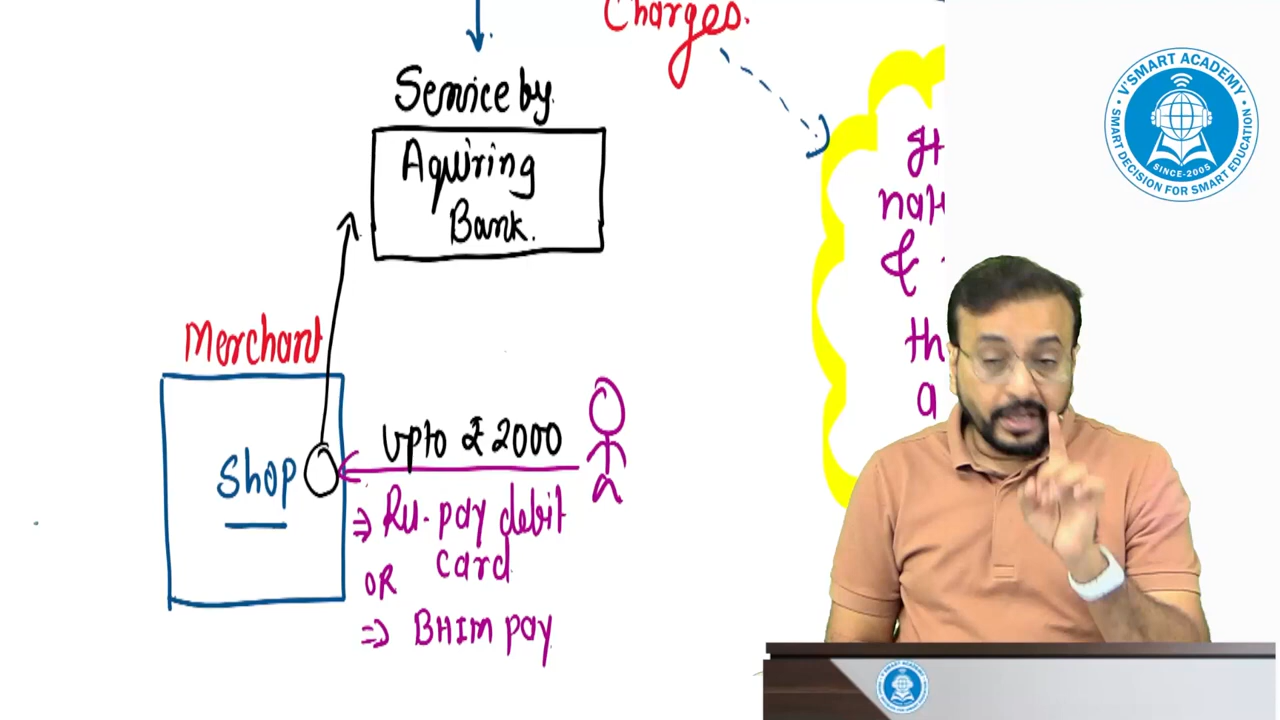 Charges.
Service by
Aquiring
Bank.
Merchant
Shop
upto ₹ 2000
⇒ Ru-pay debit
card
OR
⇒ BHIM pay
&
V'SMART ACADEMY
SINCE-2005
SMART DECISION FOR SMART EDUCATION